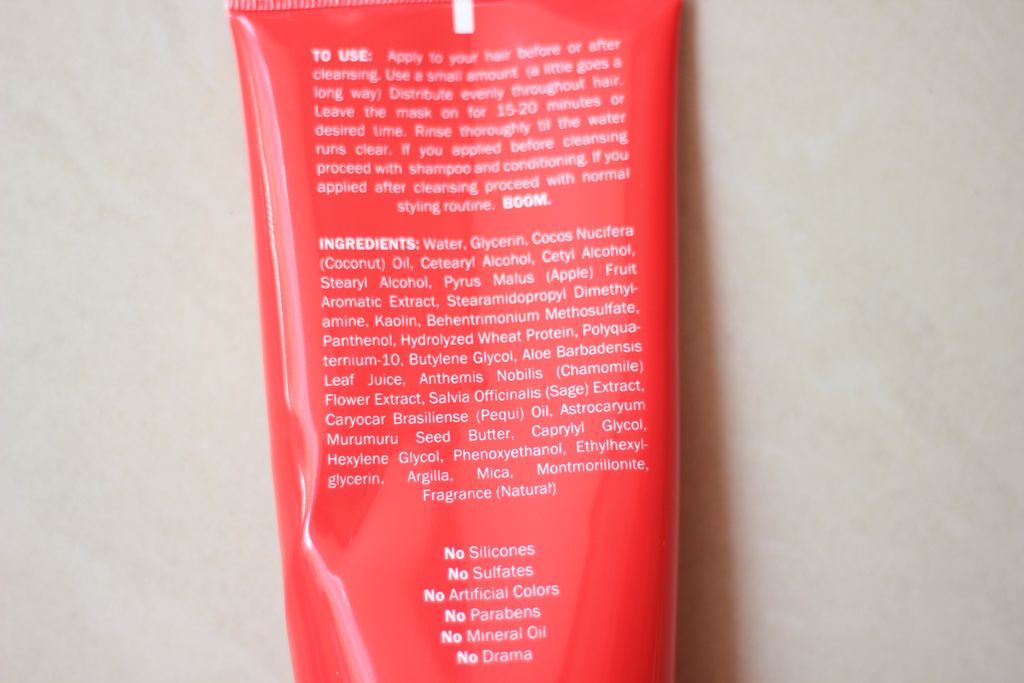 TO USE: Apply to your hair before or after
cleansing. Use a small amount (a little goes a
long way) Distribute evenly throughout hair.
Leave the mask on for 15-20 minutes or
desired time. Rinse thoroughly til the water
runs clear. If you applied before cleansing
proceed with shampoo and conditioning. If you
applied after cleansing proceed with normal
styling routine. BOOM.
INGREDIENTS: Water, Glycerin, Cocos Nucifera
(Coconut) Oil, Cetearyl Alcohol, Cetyl Alcohol,
Stearyl Alcohol, Pyrus Malus (Apple) Fruit
Aromatic Extract, Stearamidopropyl Dimethyl-
amine, Kaolin, Behentrimonium Methosulfate,
Panthenol, Hydrolyzed Wheat Protein, Polyqua-
ternium-10, Butylene Glycol, Aloe Barbadensis
Leaf Juice, Anthemis Nobilis (Chamomile)
Flower Extract, Salvia Officinalis (Sage) Extract,
Caryocar Brasiliense (Pequi) Oil, Astrocaryum
Murumuru Seed Butter, Caprylyl Glycol,
Hexylene Glycol, Phenoxyethanol, Ethylhexyl-
glycerin, Argilla, Mica, Montmorillonite,
Fragrance (Natural)
No Silicones
No Sulfates
No Artificial Colors
No Parabens
No Mineral Oil
No Drama